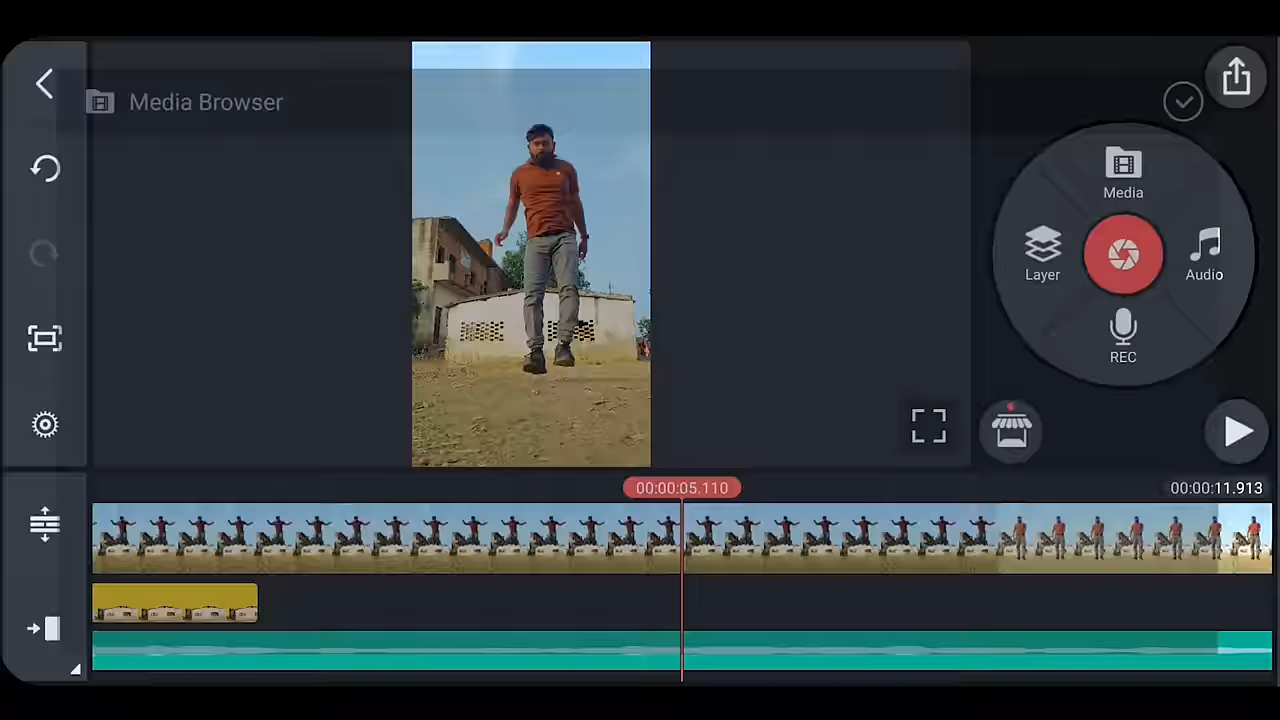 Media Browser
Media
Layer
Audio
REC
00:00:05.110
00:00:11.913